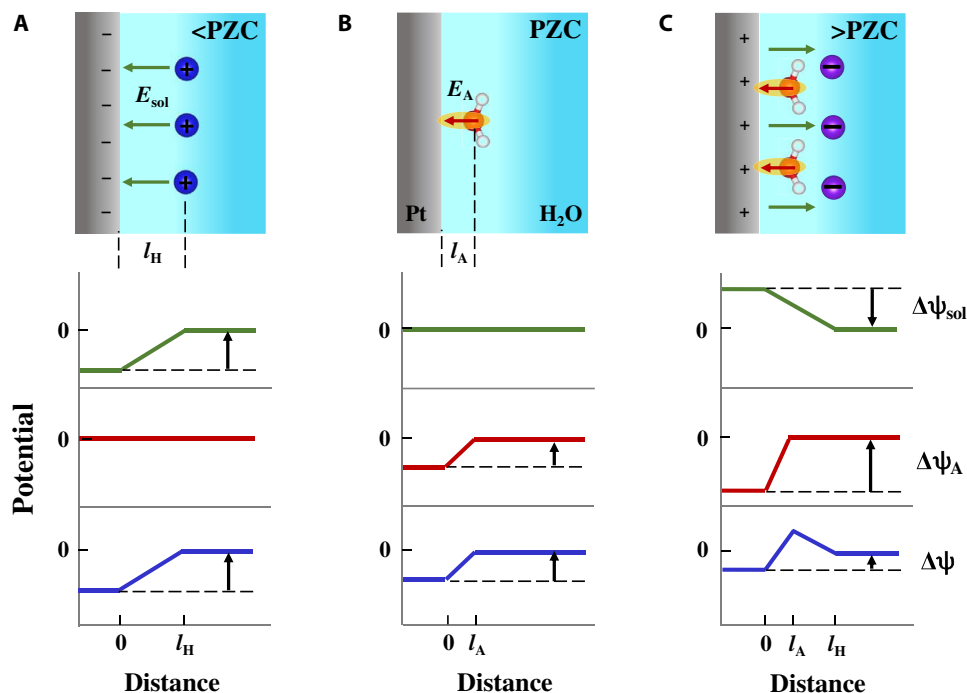 A
<PZC
B
PZC
C
>PZC
− − − − − −
+ + +
E_sol
E_A
+ + + + +
− − −
Pt
H₂O
l_H
l_A
Potential
0
0
0
Δψ_sol
0
0
0
Δψ_A
0
0
0
Δψ
0 l_H
0 l_A
0 l_A l_H
Distance
Distance
Distance